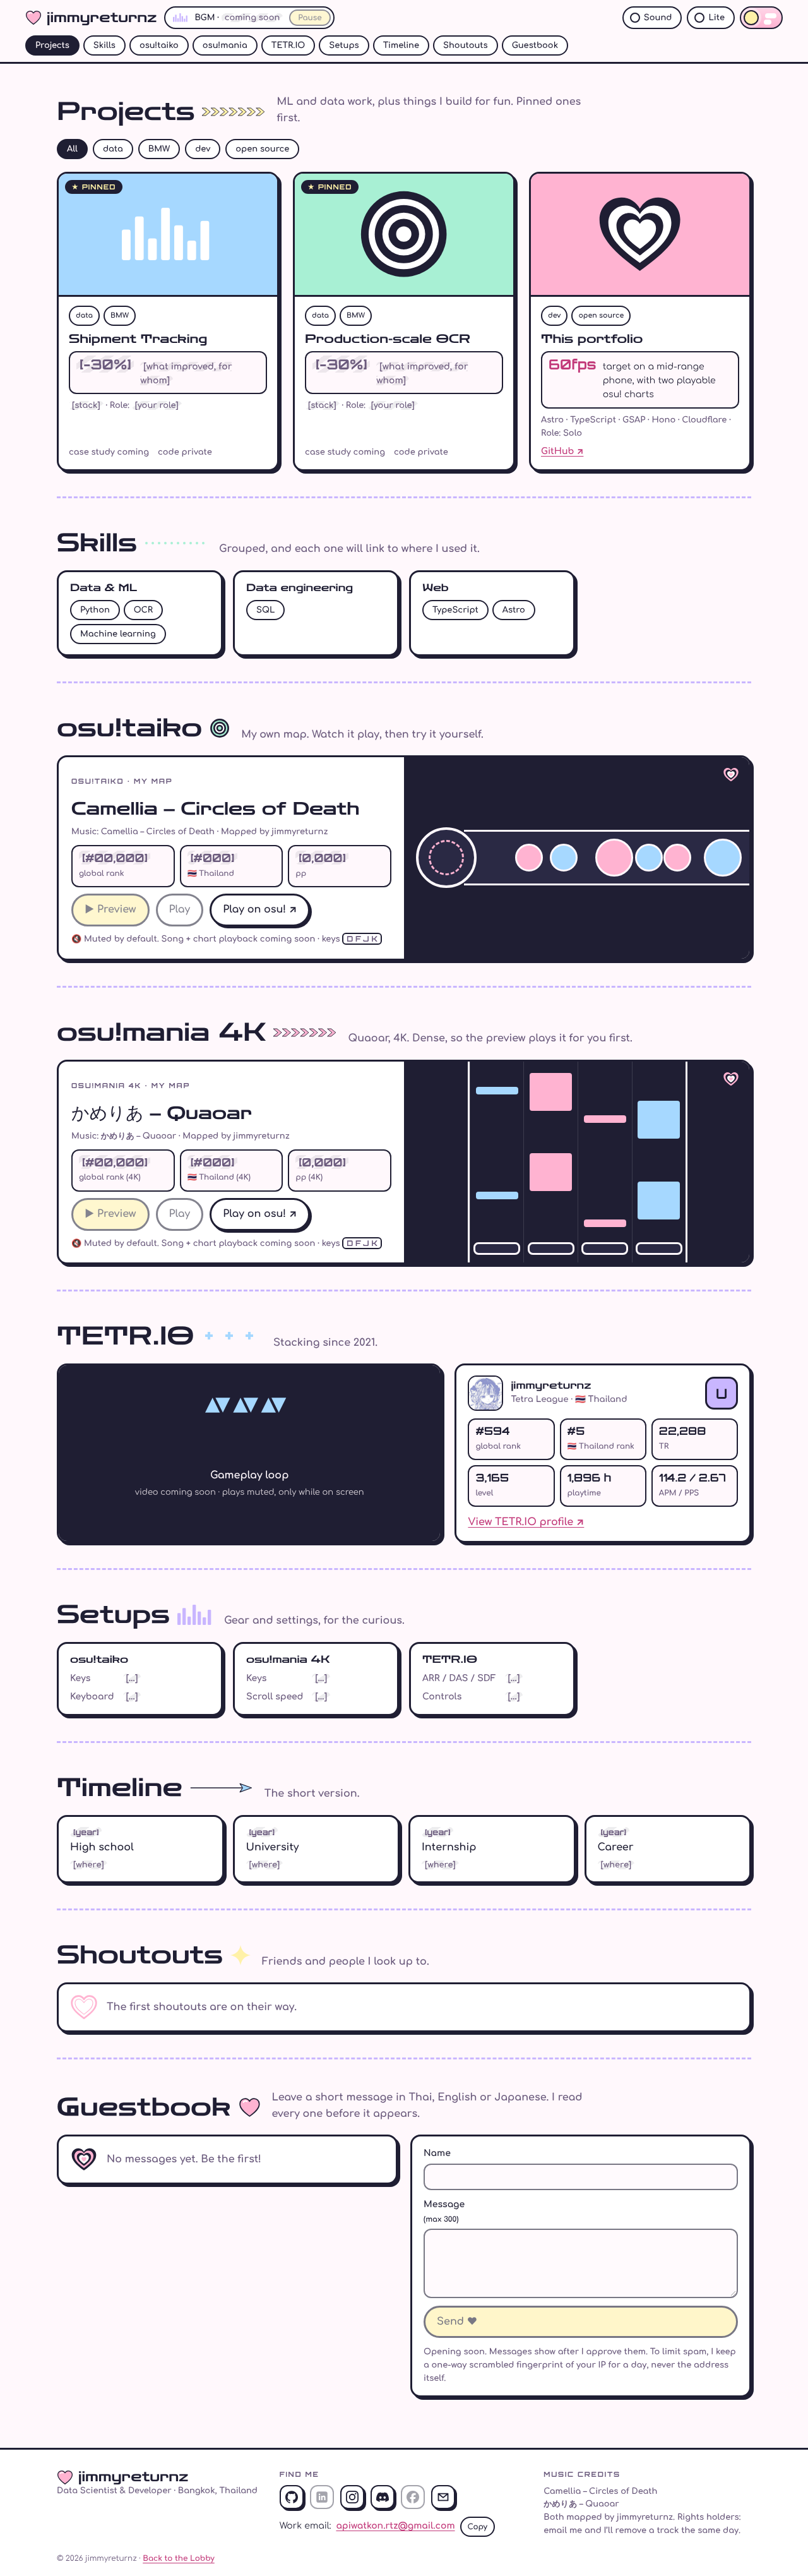 jimmyreturnz BGM · coming soon Pause Sound Lite
Projects Skills osu!taiko osu!mania TETR.IO Setups Timeline Shoutouts Guestbook
Projects
ML and data work, plus things I build for fun. Pinned ones
first.
All data BMW dev open source
★ PINNED
data BMW
Shipment Tracking
[-30%] [what improved, for
whom]
[stack] · Role: [your role]
case study coming code private
★ PINNED
data BMW
Production-scale OCR
[-30%] [what improved, for
whom]
[stack] · Role: [your role]
case study coming code private
dev open source
This portfolio
60fps target on a mid-range
phone, with two playable
osu! charts
Astro · TypeScript · GSAP · Hono · Cloudflare ·
Role: Solo
GitHub ↗
Skills
Grouped, and each one will link to where I used it.
Data & ML
Python OCR
Machine learning
Data engineering
SQL
Web
TypeScript Astro
osu!taiko
My own map. Watch it play, then try it yourself.
OSU!TAIKO · MY MAP
Camellia – Circles of Death
Music: Camellia – Circles of Death · Mapped by jimmyreturnz
[#00,000] [#000] [0,000]
global rank 🇹🇭 Thailand pp
▶ Preview Play Play on osu! ↗
🔇 Muted by default. Song + chart playback coming soon · keys D F J K
osu!mania 4K
Quaoar, 4K. Dense, so the preview plays it for you first.
OSU!MANIA 4K · MY MAP
かめりあ – Quaoar
Music: かめりあ – Quaoar · Mapped by jimmyreturnz
[#00,000] [#000] [0,000]
global rank (4K) 🇹🇭 Thailand (4K) pp (4K)
▶ Preview Play Play on osu! ↗
🔇 Muted by default. Song + chart playback coming soon · keys D F J K
TETR.IO
Stacking since 2021.
Gameplay loop
video coming soon · plays muted, only while on screen
jimmyreturnz
Tetra League · 🇹🇭 Thailand
U
#594 #5 22,288
global rank 🇹🇭 Thailand rank TR
3,165 1,896 h 114.2 / 2.67
level playtime APM / PPS
View TETR.IO profile ↗
Setups
Gear and settings, for the curious.
osu!taiko
Keys [...]
Keyboard [...]
osu!mania 4K
Keys [...]
Scroll speed [...]
TETR.IO
ARR / DAS / SDF [...]
Controls [...]
Timeline
The short version.
[year]
High school
[where]
[year]
University
[where]
[year]
Internship
[where]
[year]
Career
[where]
Shoutouts
Friends and people I look up to.
The first shoutouts are on their way.
Guestbook
Leave a short message in Thai, English or Japanese. I read
every one before it appears.
No messages yet. Be the first!
Name
Message
(max 300)
Send ♥
Opening soon. Messages show after I approve them. To limit spam, I keep
a one-way scrambled fingerprint of your IP for a day, never the address
itself.
jimmyreturnz
Data Scientist & Developer · Bangkok, Thailand
FIND ME
Work email: apiwatkon.rtz@gmail.com Copy
MUSIC CREDITS
Camellia – Circles of Death
かめりあ – Quaoar
Both mapped by jimmyreturnz. Rights holders:
email me and I'll remove a track the same day.
© 2026 jimmyreturnz · Back to the Lobby